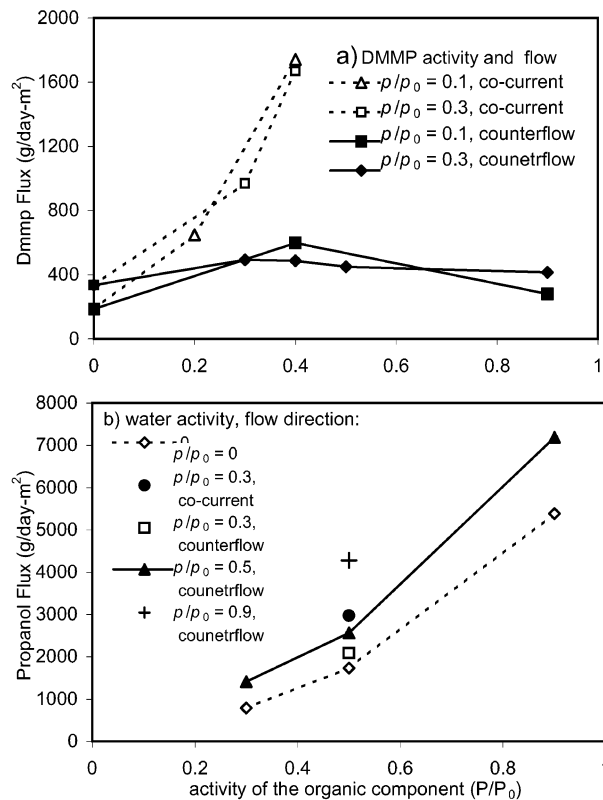 2000
1600
1200
800
400
0
Dmmp Flux (g/day-m²)
a) DMMP activity and flow
p/p₀ = 0.1, co-current
p/p₀ = 0.3, co-current
p/p₀ = 0.1, counterflow
p/p₀ = 0.3, counetrflow
0 0.2 0.4 0.6 0.8 1
8000
7000
6000
5000
4000
3000
2000
1000
0
Propanol Flux (g/day-m²)
b) water activity, flow direction:
p/p₀ = 0
p/p₀ = 0.3,
co-current
p/p₀ = 0.3,
counterflow
p/p₀ = 0.5,
counetrflow
p/p₀ = 0.9,
counetrflow
0 0.2 0.4 0.6 0.8 1
activity of the organic component (P/P₀)